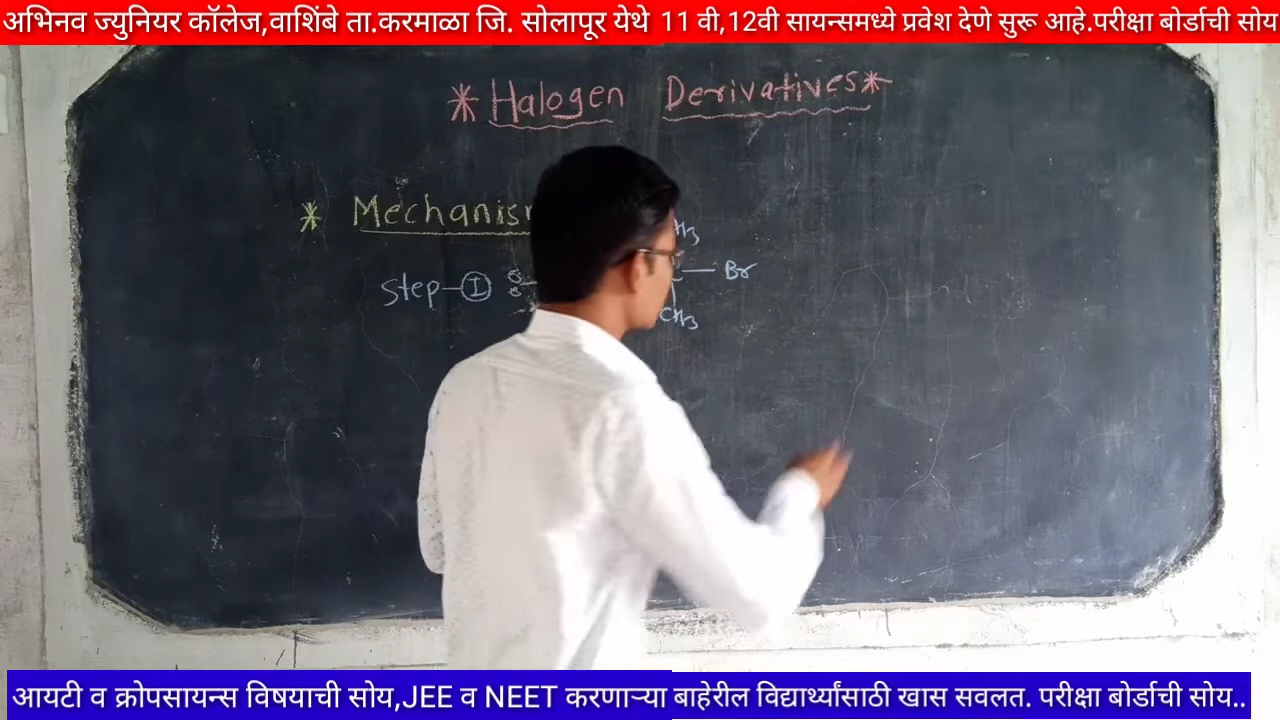 अभिनव ज्युनियर कॉलेज,वाशिंबे ता.करमाळा जि. सोलापूर येथे 11 वी,12वी सायन्समध्ये प्रवेश देणे सुरू आहे.परीक्षा बोर्डाची सोय
* Halogen Derivatives *
* Mechanis
CH3
Step-I
Br
CH3
आयटी व क्रोपसायन्स विषयाची सोय,JEE व NEET करणाऱ्या बाहेरील विद्यार्थ्यांसाठी खास सवलत. परीक्षा बोर्डाची सोय..